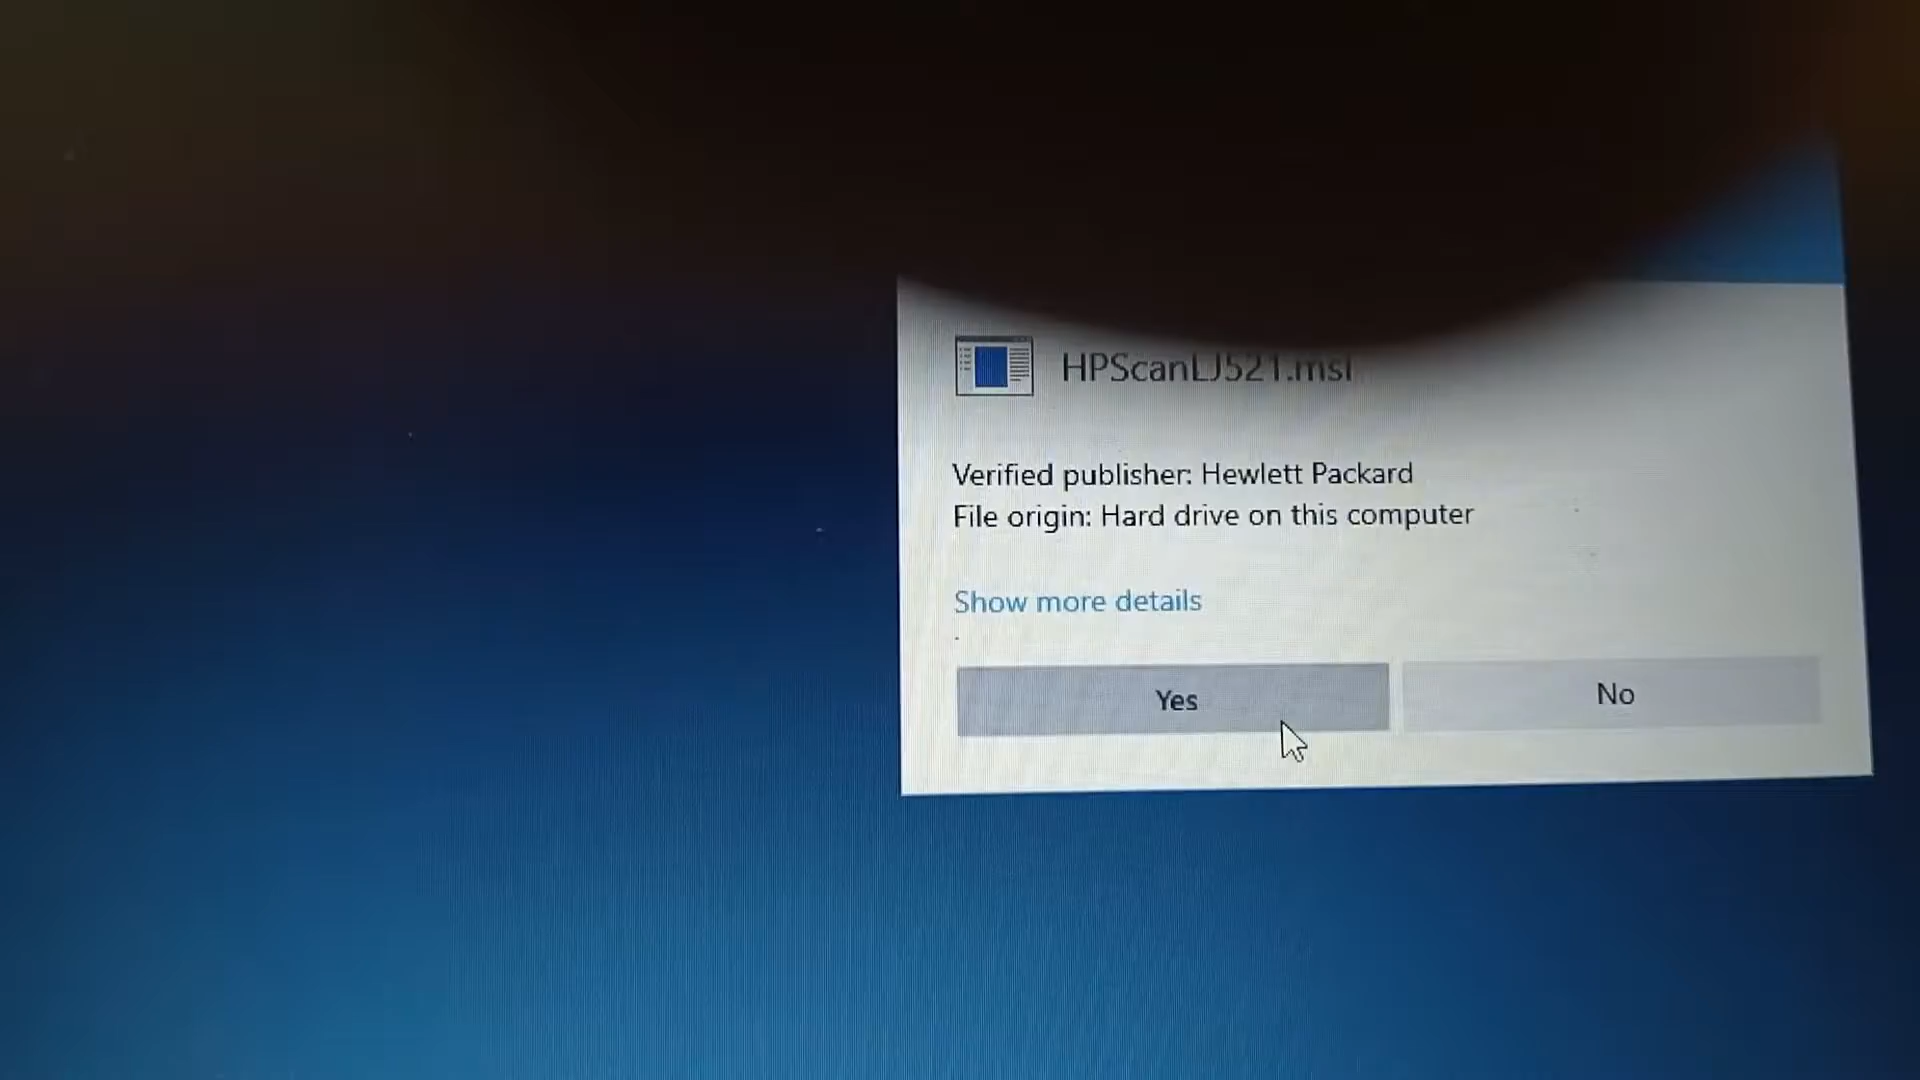 HPScanLJ521.msi
Verified publisher: Hewlett Packard
File origin: Hard drive on this computer
Show more details
Yes
No